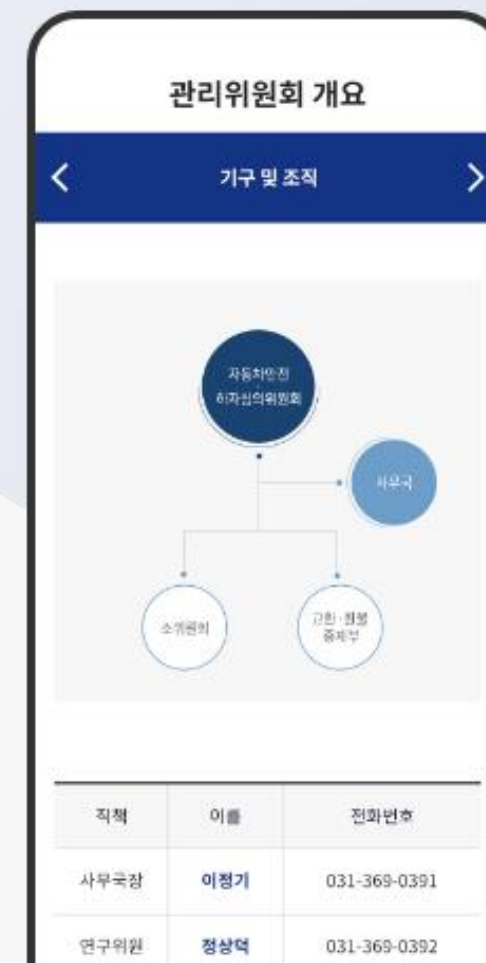 관리위원회 개요
기구 및 조직
자동차안전
하자심의위원회
사무국
소위원회
교환·환불
중재부
직책 이름 전화번호
사무국장 이정기 031-369-0391
연구위원 정상덕 031-369-0392